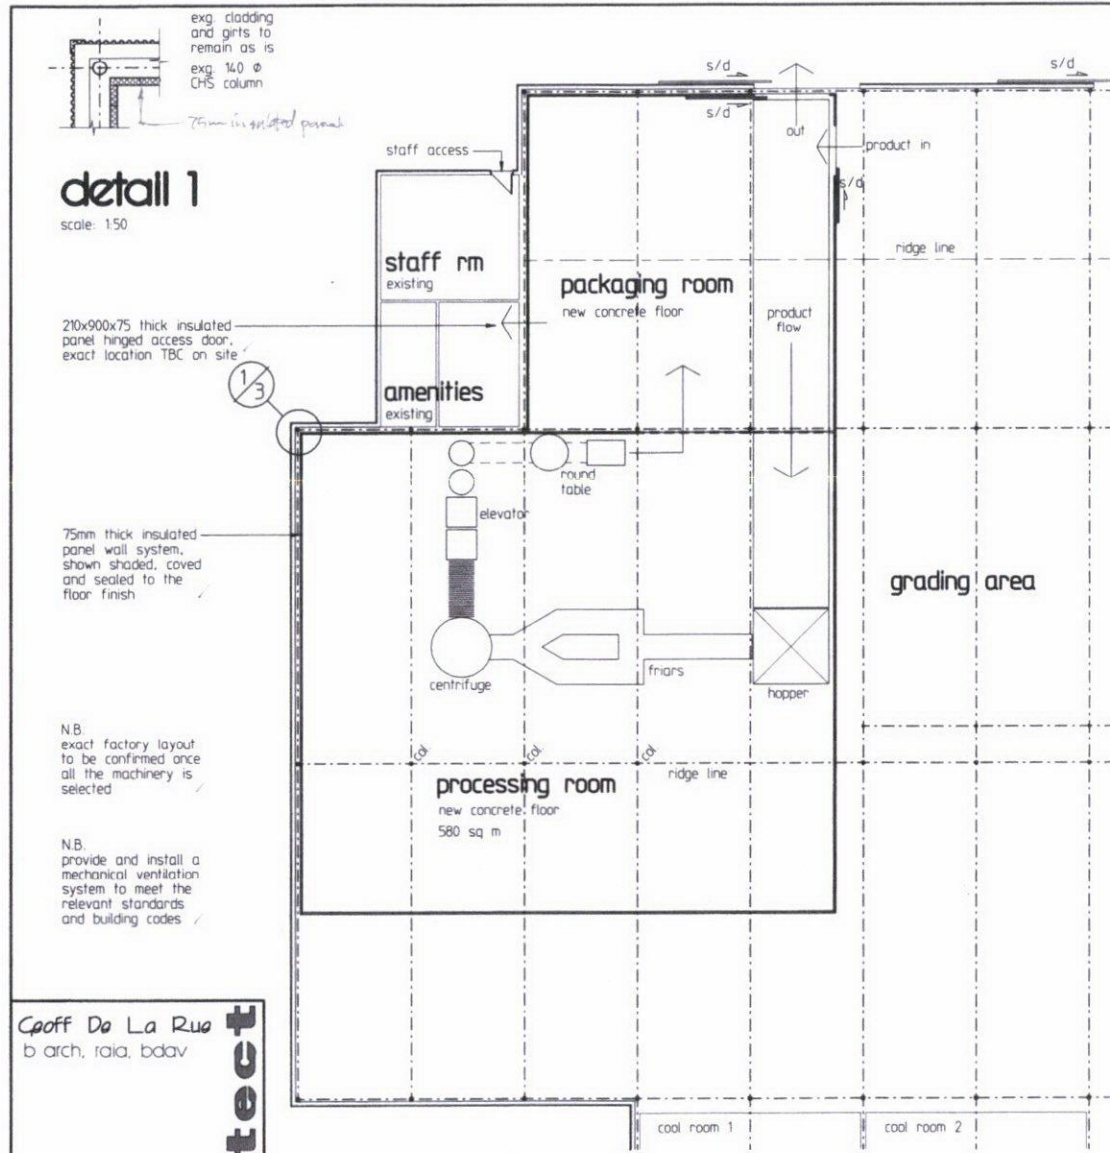 exg. cladding
and girts to
remain as is
exg. 140 Ø
CHS column
75mm insulated
detail 1
scale: 1:50
staff access
s/d
s/d
s/d
s/d
out
product in
ridge line
staff rm
existing
packaging room
new concrete floor
product
flow
210x900x75 thick insulated
panel hinged access door,
exact location TBC on site
1
3
amenities
existing
round
table
elevator
75mm thick insulated
panel wall system,
shown shaded, coved
and sealed to the
floor finish
grading area
centrifuge
friars
hopper
N.B.
exact factory layout
to be confirmed once
all the machinery is
selected
col.
col.
col.
ridge line
processing room
new concrete floor
580 sq m
N.B.
provide and install a
mechanical ventilation
system to meet the
relevant standards
and building codes
Geoff De La Rue
b arch, raia, bdav
tect
cool room 1
cool room 2